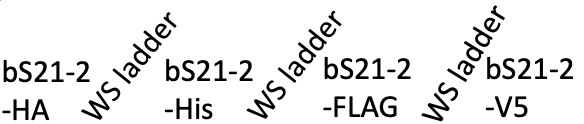 bS21-2
-HA
WS ladder
bS21-2
-His
WS ladder
bS21-2
-FLAG
WS ladder
bS21-2
-V5